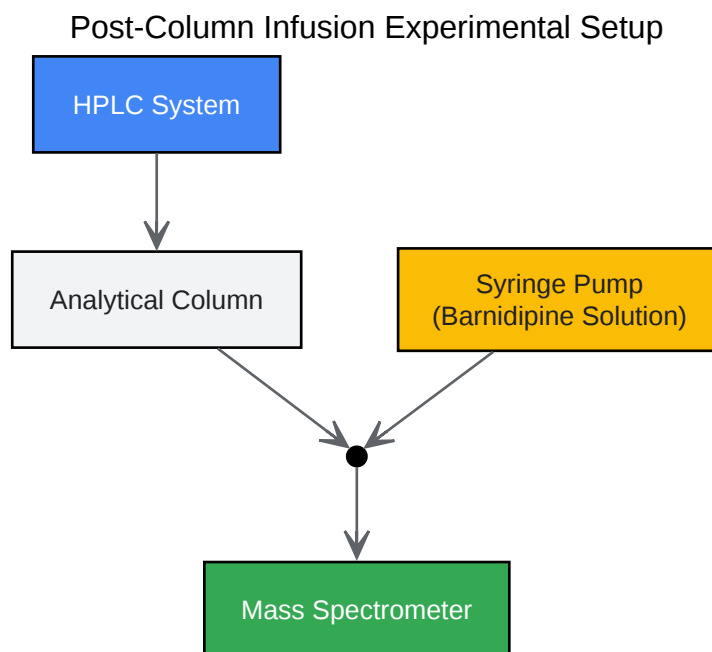 Post-Column Infusion Experimental Setup
HPLC System
Analytical Column
Syringe Pump
(Barnidipine Solution)
Mass Spectrometer